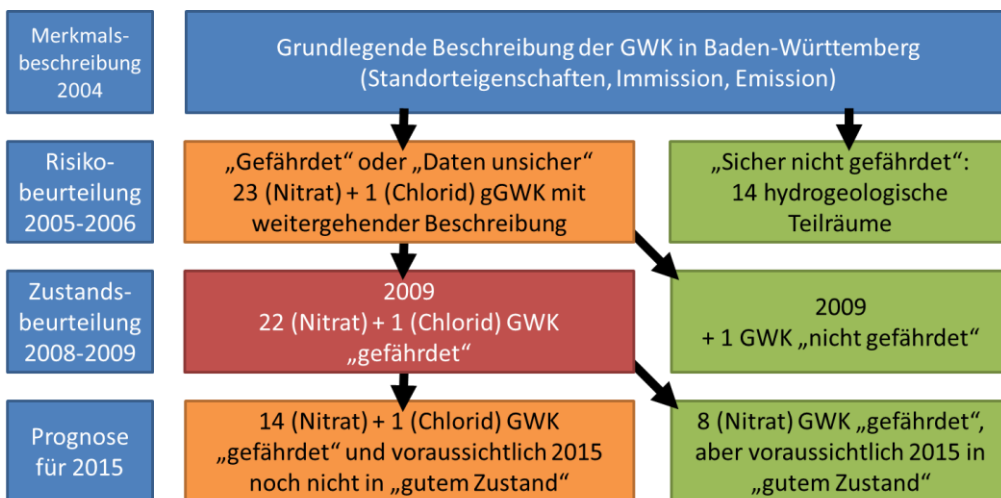 Merkmals-
beschreibung
2004
Grundlegende Beschreibung der GWK in Baden-Württemberg
(Standorteigenschaften, Immission, Emission)
Risiko-
beurteilung
2005-2006
„Gefährdet“ oder „Daten unsicher“
23 (Nitrat) + 1 (Chlorid) gGWK mit
weitergehender Beschreibung
„Sicher nicht gefährdet“:
14 hydrogeologische
Teilräume
Zustands-
beurteilung
2008-2009
2009
22 (Nitrat) + 1 (Chlorid) GWK
„gefährdet“
2009
+ 1 GWK „nicht gefährdet“
Prognose
für 2015
14 (Nitrat) + 1 (Chlorid) GWK
„gefährdet“ und voraussichtlich 2015
noch nicht in „gutem Zustand“
8 (Nitrat) GWK „gefährdet“,
aber voraussichtlich 2015 in
„gutem Zustand“